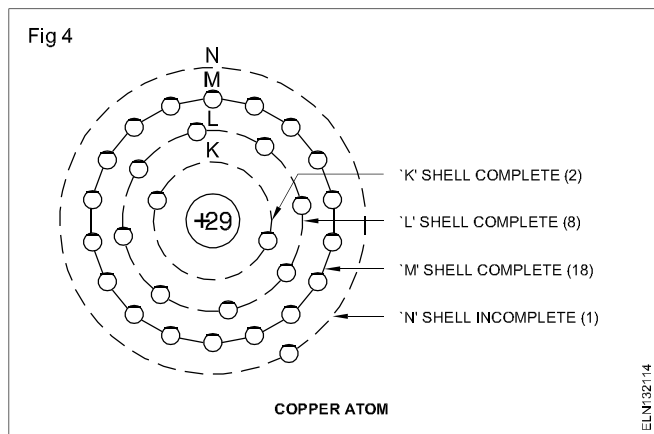 Fig 4
N
M
L
K
+29
`K' SHELL COMPLETE (2)
`L' SHELL COMPLETE (8)
`M' SHELL COMPLETE (18)
`N' SHELL INCOMPLETE (1)
COPPER ATOM
ELN132114